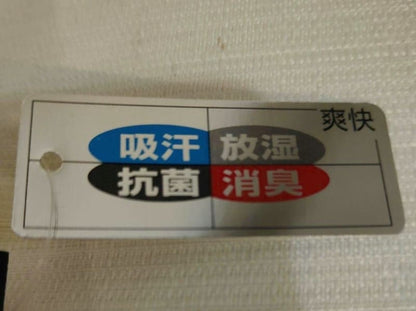 爽快
吸汗 放湿
抗菌 消臭